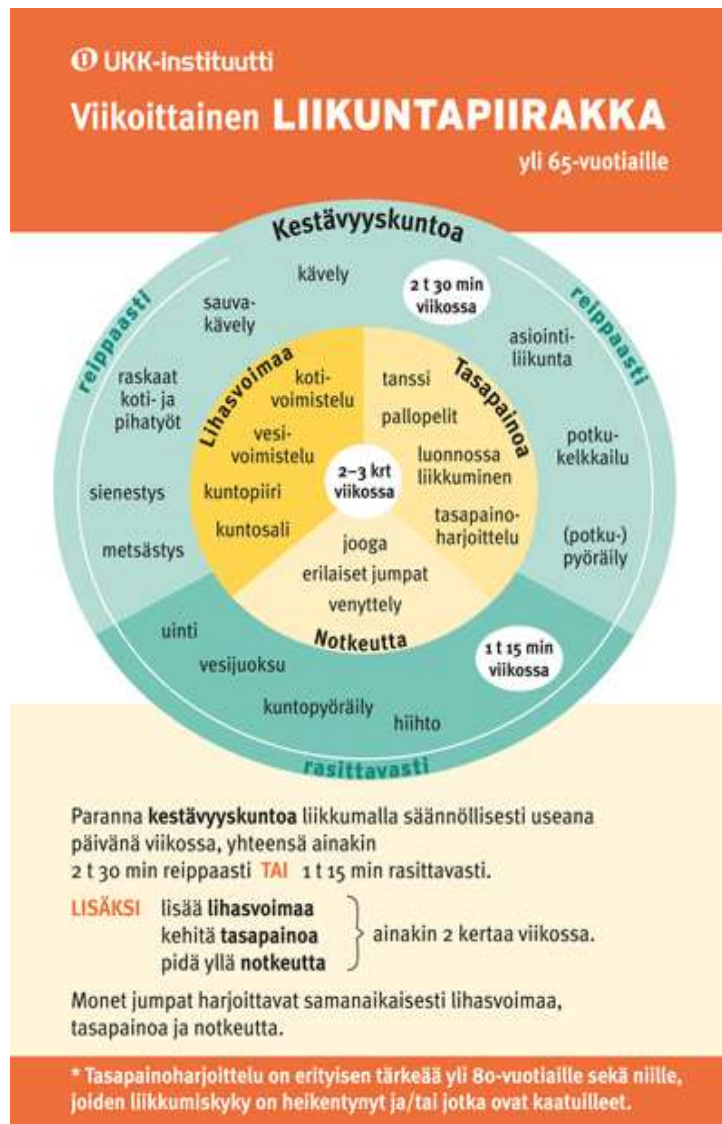 UKK-instituutti
Viikoittainen LIIKUNTAPIIRAKKA
yli 65-vuotiaille
Kestävyyskuntoa
reippaasti
reippaasti
kävely
2 t 30 min
viikossa
sauva-
kävely
asiointi-
liikunta
raskaat
koti- ja
pihatyöt
potku-
kelkkailu
sienestys
metsästys
(potku-)
pyöräily
Lihasvoimaa
koti-
voimistelu
vesi-
voimistelu
kuntopiiri
kuntosali
Tasapainoa
tanssi
pallopelit
luonnossa
liikkuminen
tasapaino-
harjoittelu
2–3 krt
viikossa
jooga
erilaiset jumpat
venyttely
Notkeutta
uinti
vesijuoksu
kuntopyöräily
hiihto
1 t 15 min
viikossa
rasittavasti
Paranna kestävyyskuntoa liikkumalla säännöllisesti useana
päivänä viikossa, yhteensä ainakin
2 t 30 min reippaasti TAI 1 t 15 min rasittavasti.
LISÄKSI lisää lihasvoimaa
kehitä tasapainoa ainakin 2 kertaa viikossa.
pidä yllä notkeutta
Monet jumpat harjoittavat samanaikaisesti lihasvoimaa,
tasapainoa ja notkeutta.
* Tasapainoharjoittelu on erityisen tärkeää yli 80-vuotiaille sekä niille,
joiden liikkumiskyky on heikentynyt ja/tai jotka ovat kaatuilleet.